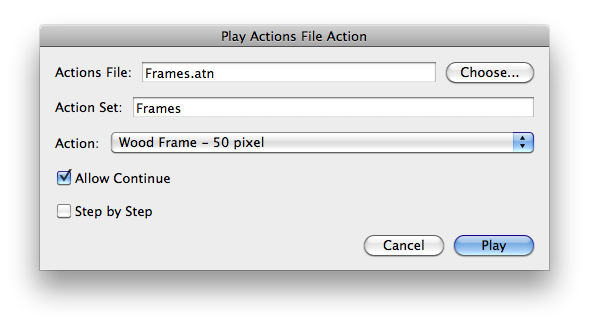 Play Actions File Action
Actions File: Frames.atn Choose...
Action Set: Frames
Action: Wood Frame – 50 pixel
Allow Continue
Step by Step
Cancel Play